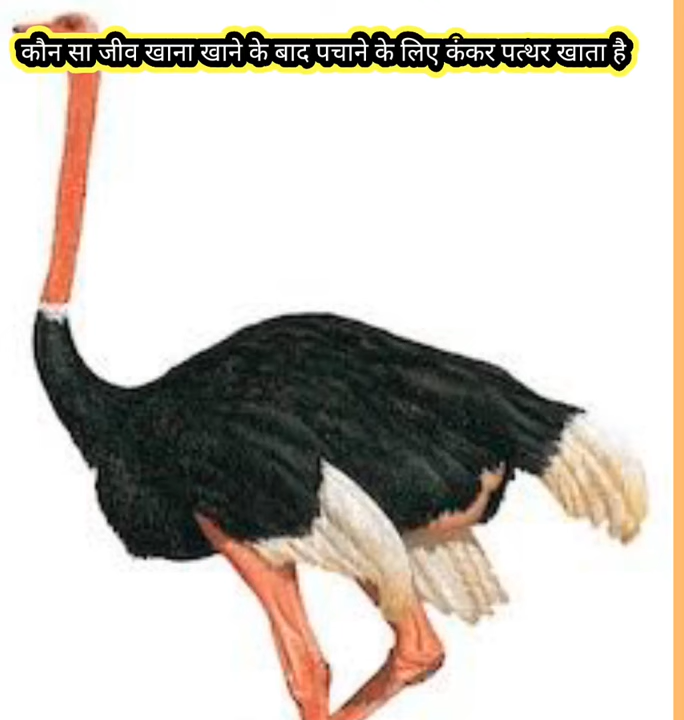 कौन सा जीव खाना खाने के बाद पचाने के लिए कंकर पत्थर खाता है